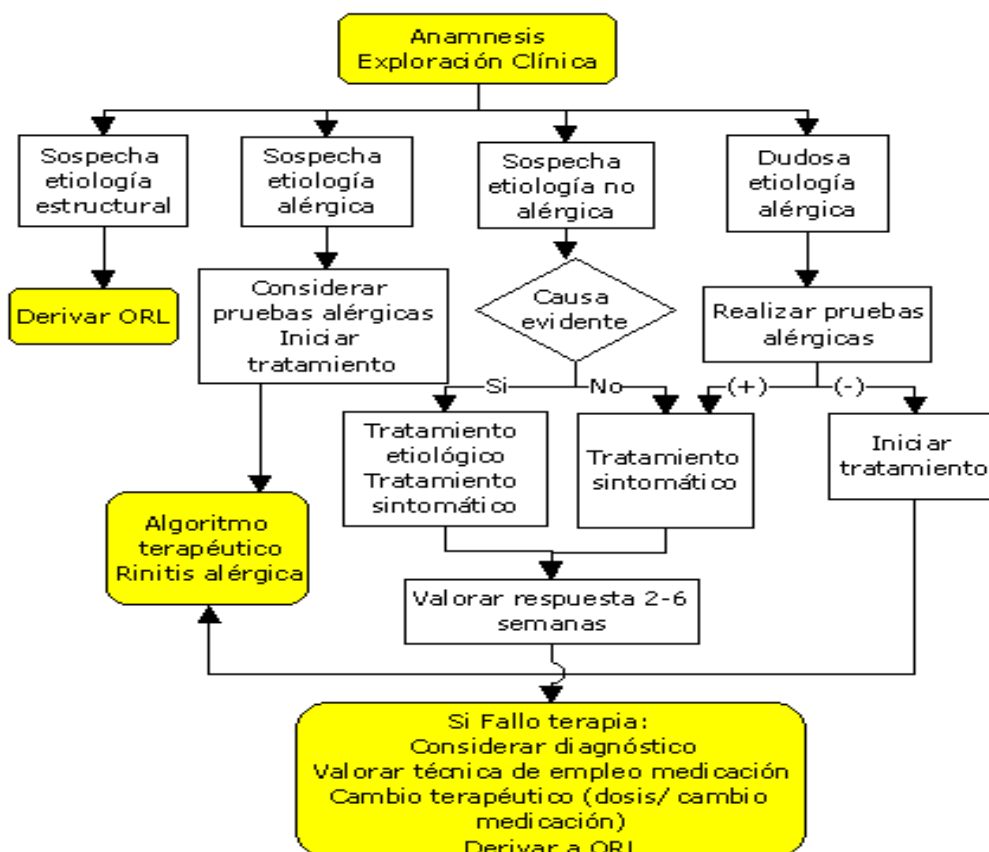 Anamnesis
Exploración Clínica
Sospecha
etiología
estructural
Sospecha
etiología
alérgica
Sospecha
etiología no
alérgica
Dudosa
etiología
alérgica
Derivar ORL
Considerar
pruebas alérgicas
Iniciar
tratamiento
Causa
evidente
Realizar pruebas
alérgicas
Si
No
(+)
(-)
Tratamiento
etiológico
Tratamiento
sintomático
Tratamiento
sintomático
Iniciar
tratamiento
Algoritmo
terapéutico
Rinitis alérgica
Valorar respuesta 2-6
semanas
Si Fallo terapia:
Considerar diagnóstico
Valorar técnica de empleo medicación
Cambio terapéutico (dosis/ cambio
medicación)
Derivar a ORL